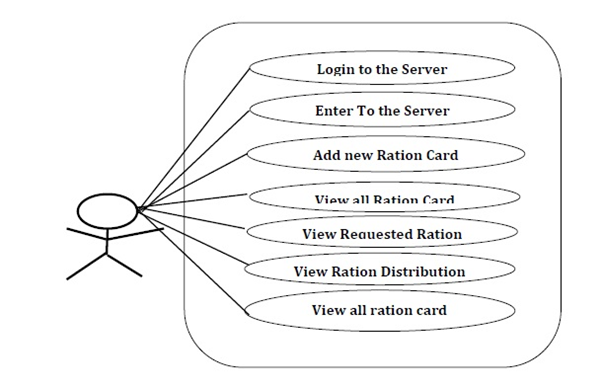 Login to the Server
Enter To the Server
Add new Ration Card
View all Ration Card
View Requested Ration
View Ration Distribution
View all ration card